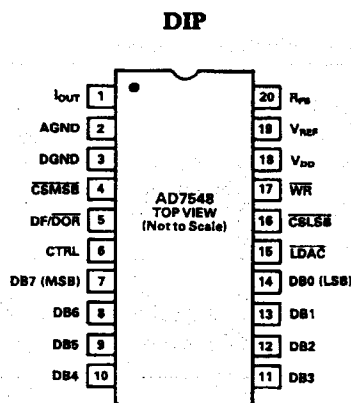 DIP
IOUT 1
AGND 2
DGND 3
CSMSB 4
DF/DOR 5
CTRL 6
DB7 (MSB) 7
DB6 8
DB5 9
DB4 10
AD7548
TOP VIEW
(Not to Scale)
20 RFB
19 VREF
18 VDD
17 WR
16 CSLSB
15 LDAC
14 DB0 (LSB)
13 DB1
12 DB2
11 DB3